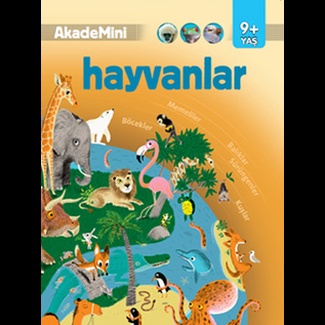 AkadeMini
9+
YAŞ
hayvanlar
Memeliler
Böcekler
Balıklar
Sürüngenler
Kuşlar